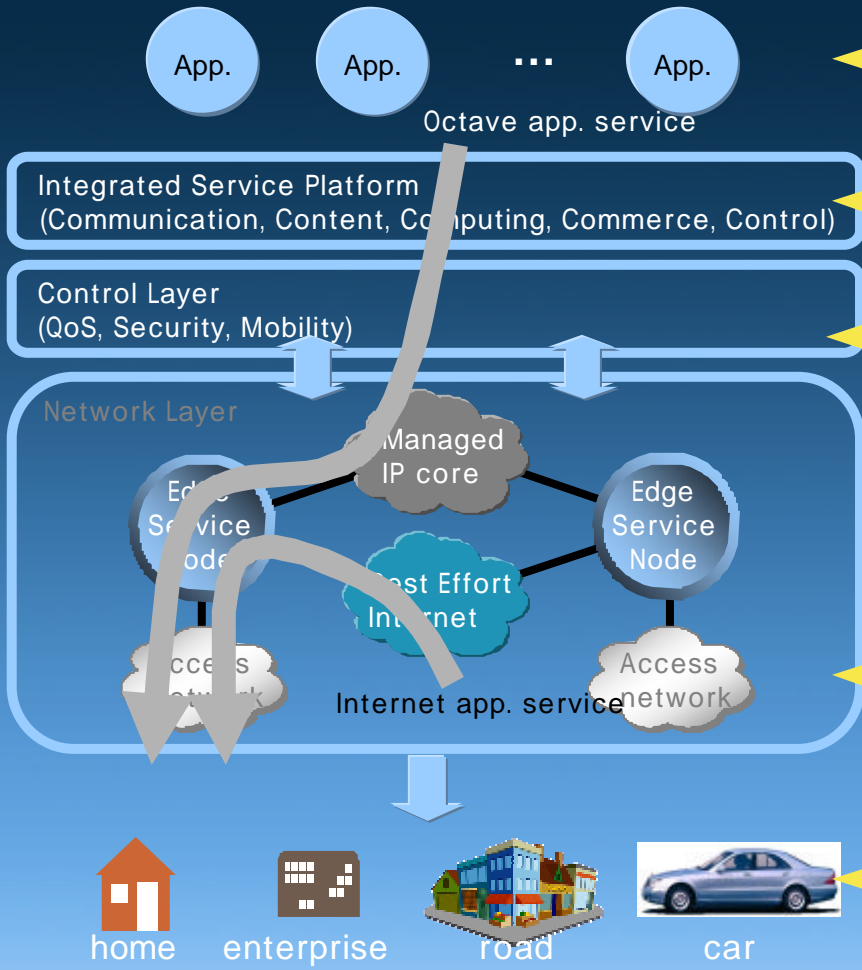 App.
App.
...
App.
Octave app. service
Integrated Service Platform
(Communication, Content, Computing, Commerce, Control)
Control Layer
(QoS, Security, Mobility)
Network Layer
Managed
IP core
Edge
Service
Node
Edge
Service
Node
Best Effort
Internet
Access
network
Access
network
Internet app. service
home
enterprise
road
car